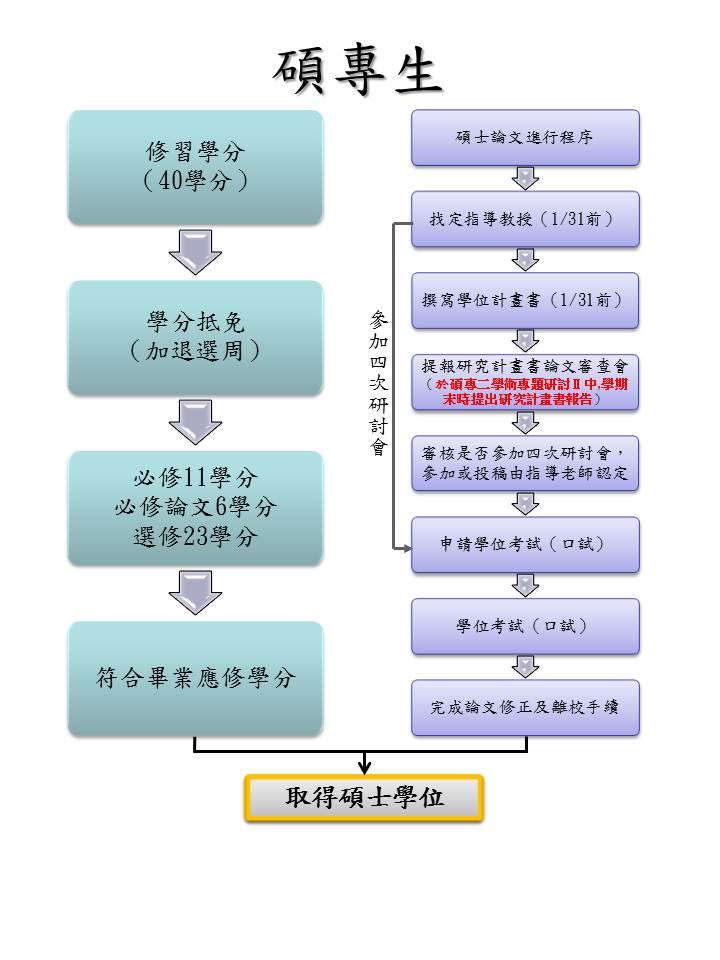 碩專生
修習學分
（40學分）
學分抵免
（加退選周）
必修11學分
必修論文6學分
選修23學分
符合畢業應修學分
碩士論文進行程序
找定指導教授（1/31前）
撰寫學位計畫書（1/31前）
提報研究計畫書論文審查會
（於碩專二學術專題研討Ⅱ中,學期
末時提出研究計畫書報告）
審核是否參加四次研討會，
參加或投稿由指導老師認定
申請學位考試（口試）
學位考試（口試）
完成論文修正及離校手續
參加四次研討會
取得碩士學位